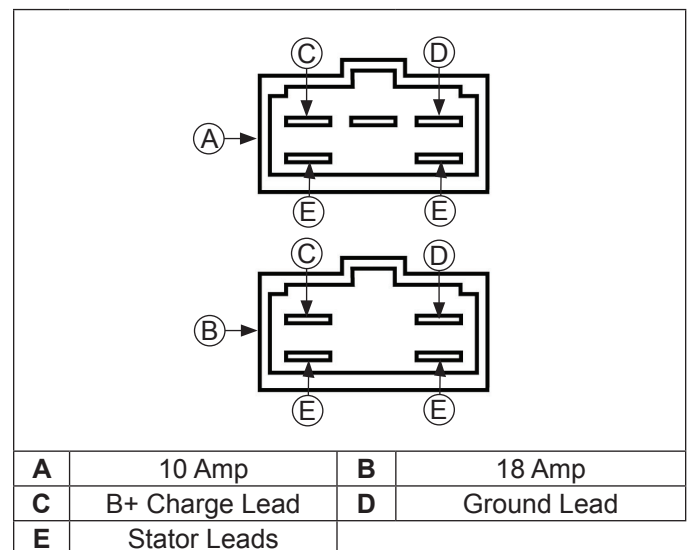 C D
A
E E
C D
B
E E
A 10 Amp B 18 Amp
C B+ Charge Lead D Ground Lead
E Stator Leads